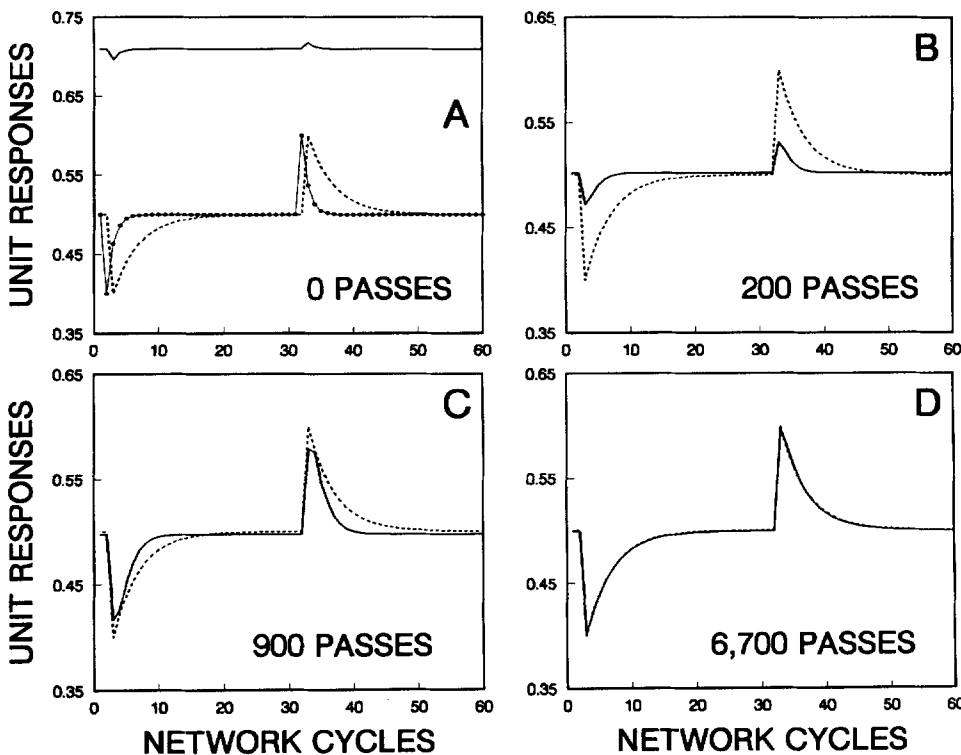 0.75
0.65
0.55
0.45
0.35
UNIT RESPONSES
A
0 PASSES
0 10 20 30 40 50 60
0.65
0.55
0.45
0.35
B
200 PASSES
0 10 20 30 40 50 60
0.65
0.55
0.45
0.35
UNIT RESPONSES
C
900 PASSES
0 10 20 30 40 50 60
NETWORK CYCLES
0.65
0.55
0.45
0.35
D
6,700 PASSES
0 10 20 30 40 50 60
NETWORK CYCLES